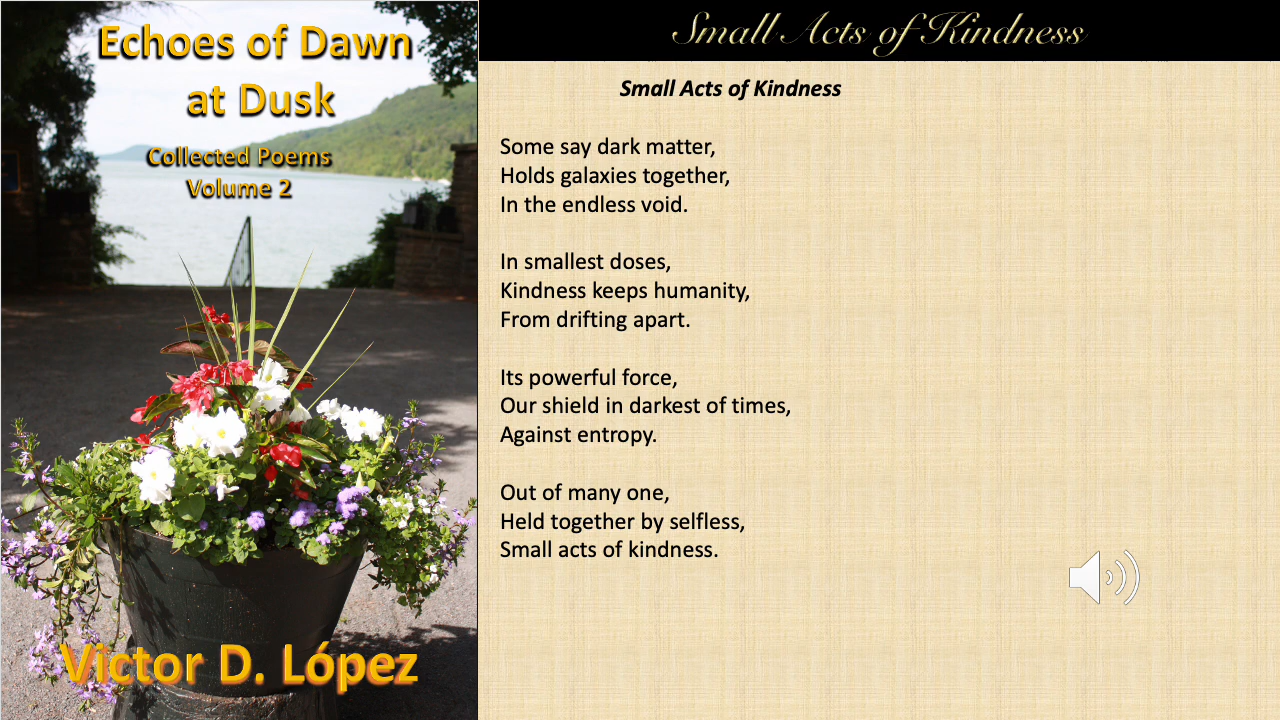 Echoes of Dawn
at Dusk
Collected Poems
Volume 2
Victor D. López
Small Acts of Kindness
Small Acts of Kindness
Some say dark matter,
Holds galaxies together,
In the endless void.
In smallest doses,
Kindness keeps humanity,
From drifting apart.
Its powerful force,
Our shield in darkest of times,
Against entropy.
Out of many one,
Held together by selfless,
Small acts of kindness.